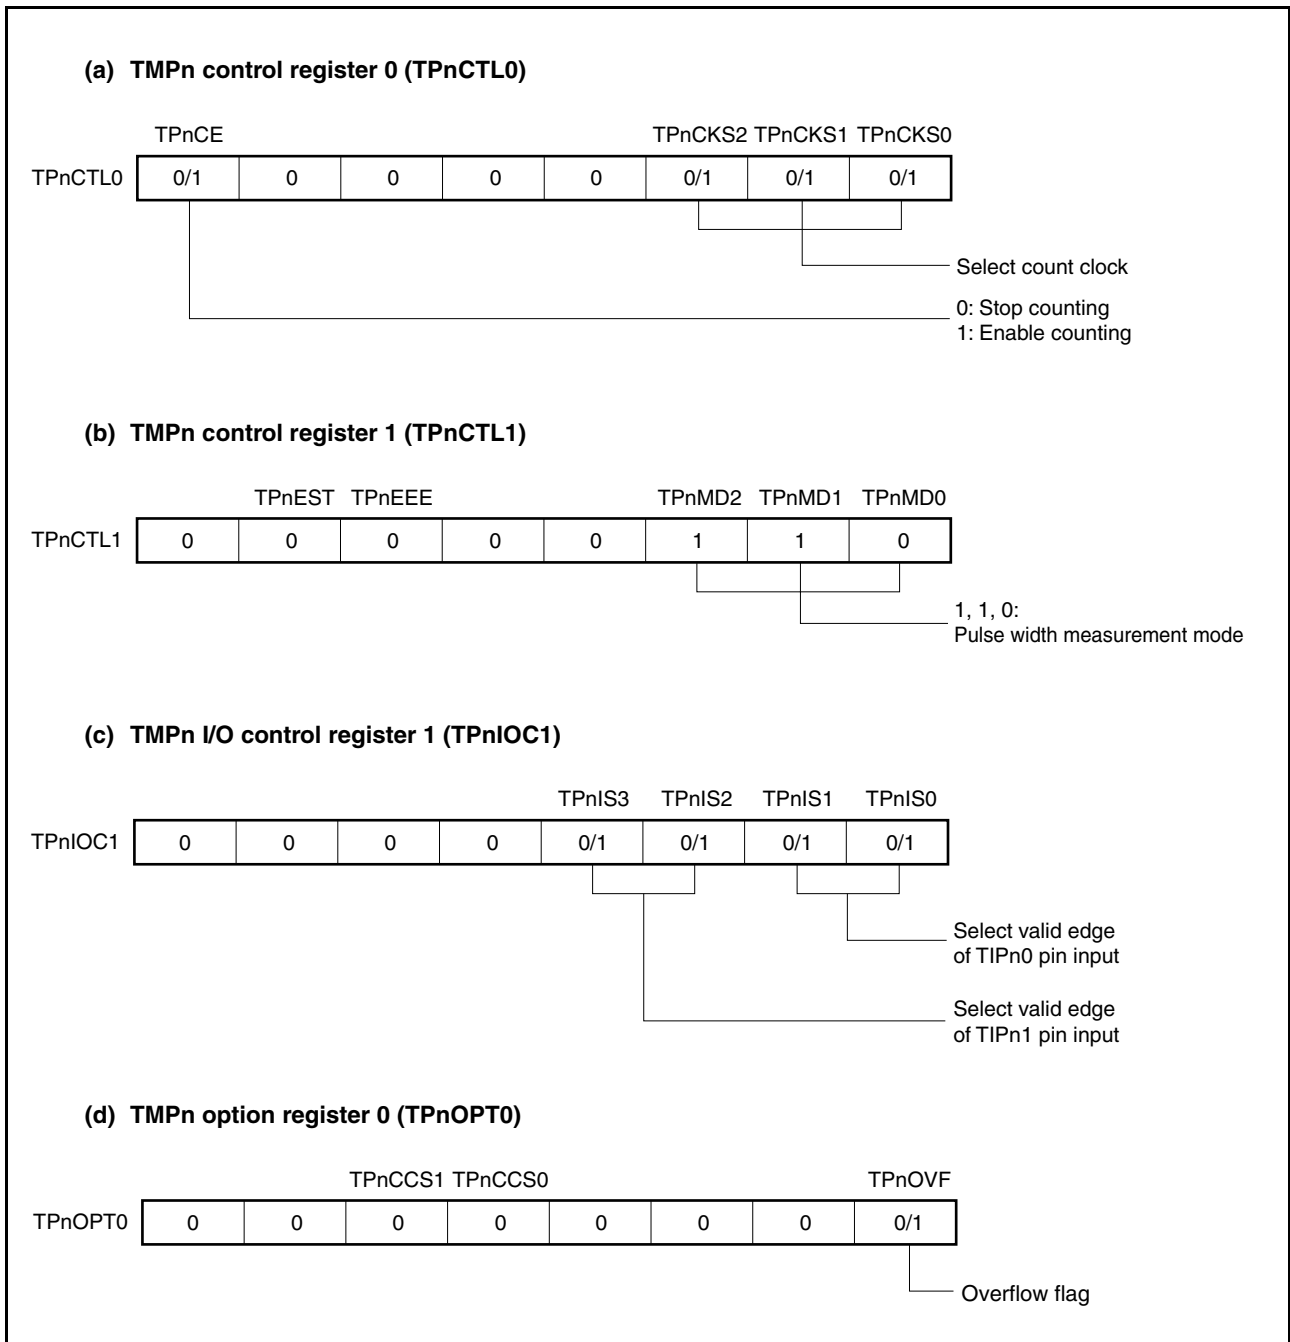 (a) TMPn control register 0 (TPnCTL0)
TPnCE TPnCKS2 TPnCKS1 TPnCKS0
TPnCTL0 0/1 0 0 0 0 0/1 0/1 0/1
Select count clock
0: Stop counting
1: Enable counting
(b) TMPn control register 1 (TPnCTL1)
TPnEST TPnEEE TPnMD2 TPnMD1 TPnMD0
TPnCTL1 0 0 0 0 0 1 1 0
1, 1, 0:
Pulse width measurement mode
(c) TMPn I/O control register 1 (TPnIOC1)
TPnIS3 TPnIS2 TPnIS1 TPnIS0
TPnIOC1 0 0 0 0 0/1 0/1 0/1 0/1
Select valid edge
of TIPn0 pin input
Select valid edge
of TIPn1 pin input
(d) TMPn option register 0 (TPnOPT0)
TPnCCS1 TPnCCS0 TPnOVF
TPnOPT0 0 0 0 0 0 0 0 0/1
Overflow flag